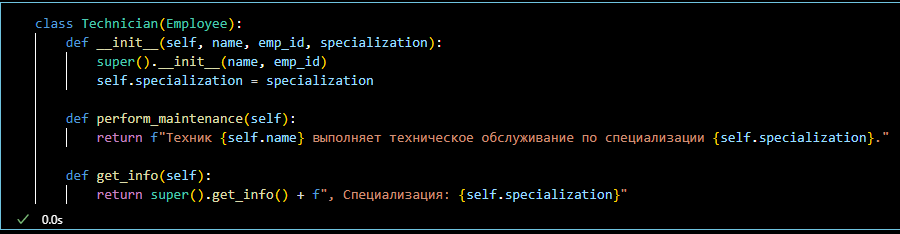 class Technician(Employee):
    def __init__(self, name, emp_id, specialization):
        super().__init__(name, emp_id)
        self.specialization = specialization

    def perform_maintenance(self):
        return f"Техник {self.name} выполняет техническое обслуживание по специализации {self.specialization}."

    def get_info(self):
        return super().get_info() + f", Специализация: {self.specialization}"
0.0s